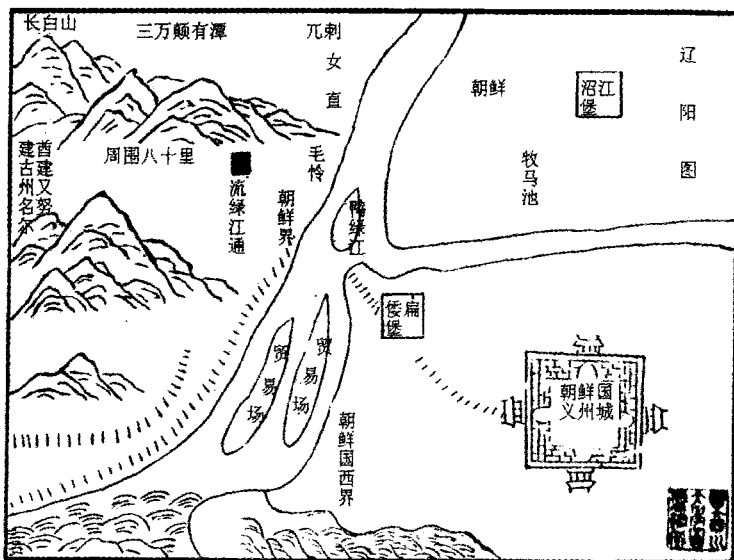 长白山
三万颠有潭
兀剌
女直
毛怜
朝鲜
江
沼堡
辽阳图
牧马池
周围八十里
酋建又努
建古州名尔
流绿江通
朝鲜界
鸭绿江
扁
倭堡
贸易场
贸易场
朝鲜国西界
朝鲜国
义州城